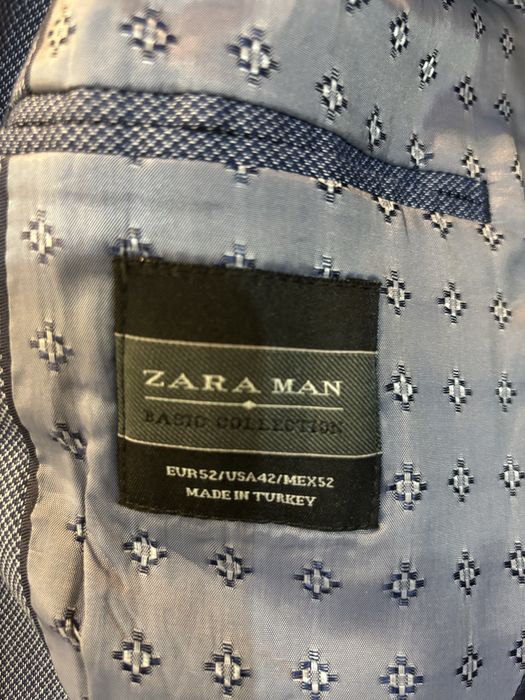 ZARA MAN
BASIC COLLECTION
EUR52/USA42/MEX52
MADE IN TURKEY